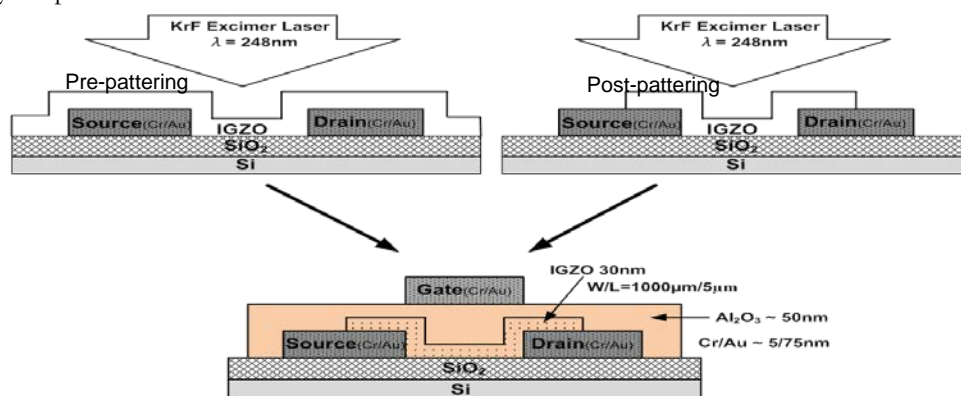 KrF Excimer Laser
λ = 248nm
Pre-pattering
Source(Cr/Au)
IGZO
Drain(Cr/Au)
SiO₂
Si
KrF Excimer Laser
λ = 248nm
Post-pattering
Source(Cr/Au)
IGZO
Drain(Cr/Au)
SiO₂
Si
IGZO 30nm
W/L=1000μm/5μm
Gate(Cr/Au)
Al₂O₃ ~ 50nm
Source(Cr/Au)
Drain(Cr/Au)
Cr/Au ~ 5/75nm
SiO₂
Si